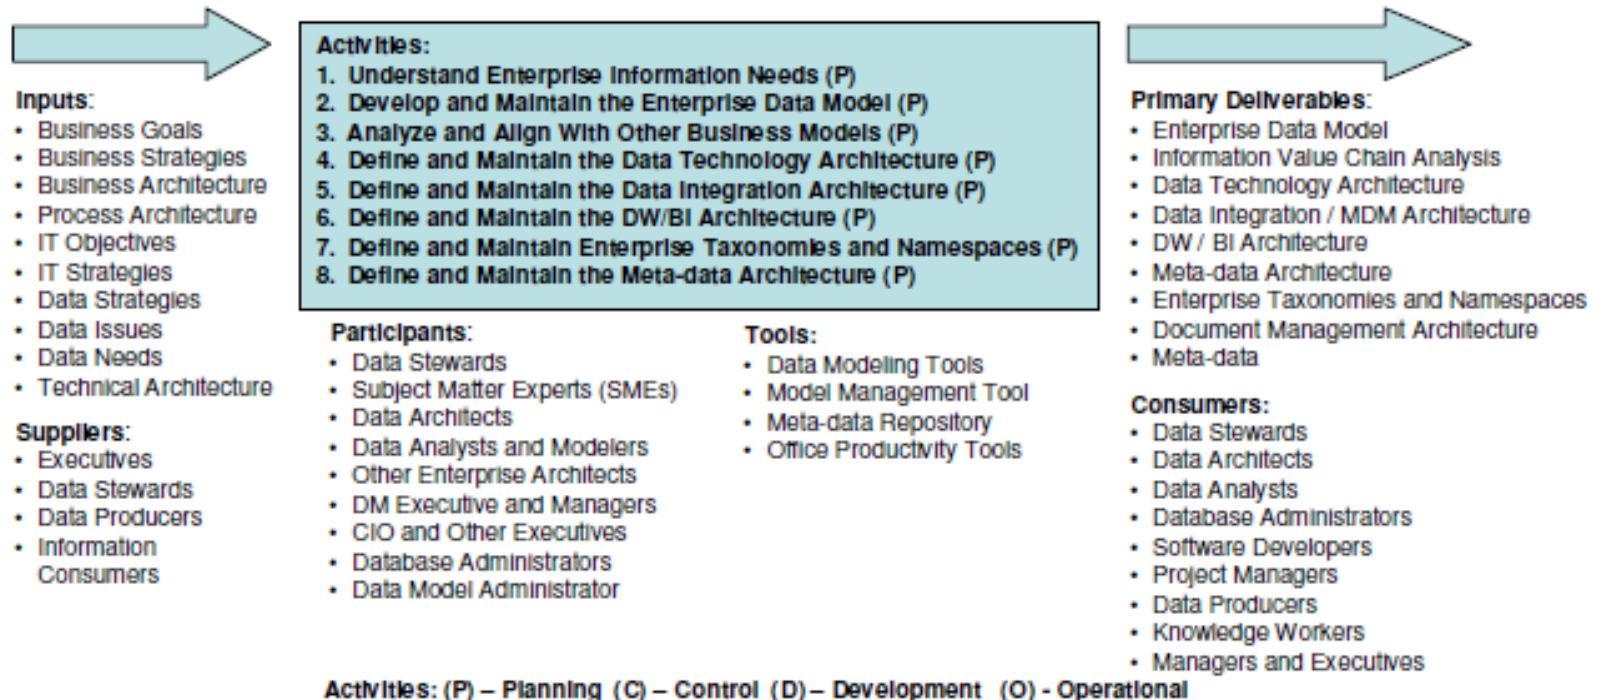 Inputs:
• Business Goals
• Business Strategies
• Business Architecture
• Process Architecture
• IT Objectives
• IT Strategies
• Data Strategies
• Data Issues
• Data Needs
• Technical Architecture
Suppliers:
• Executives
• Data Stewards
• Data Producers
• Information
Consumers
Activities:
1. Understand Enterprise Information Needs (P)
2. Develop and Maintain the Enterprise Data Model (P)
3. Analyze and Align With Other Business Models (P)
4. Define and Maintain the Data Technology Architecture (P)
5. Define and Maintain the Data Integration Architecture (P)
6. Define and Maintain the DW/BI Architecture (P)
7. Define and Maintain Enterprise Taxonomies and Namespaces (P)
8. Define and Maintain the Meta-data Architecture (P)
Participants:
• Data Stewards
• Subject Matter Experts (SMEs)
• Data Architects
• Data Analysts and Modelers
• Other Enterprise Architects
• DM Executive and Managers
• CIO and Other Executives
• Database Administrators
• Data Model Administrator
Tools:
• Data Modeling Tools
• Model Management Tool
• Meta-data Repository
• Office Productivity Tools
Primary Deliverables:
• Enterprise Data Model
• Information Value Chain Analysis
• Data Technology Architecture
• Data Integration / MDM Architecture
• DW / BI Architecture
• Meta-data Architecture
• Enterprise Taxonomies and Namespaces
• Document Management Architecture
• Meta-data
Consumers:
• Data Stewards
• Data Architects
• Data Analysts
• Database Administrators
• Software Developers
• Project Managers
• Data Producers
• Knowledge Workers
• Managers and Executives
Activities: (P) – Planning (C) – Control (D) – Development (O) - Operational